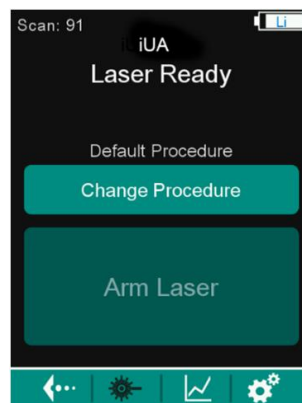 Scan: 91
Li
iUA
Laser Ready
Default Procedure
Change Procedure
Arm Laser